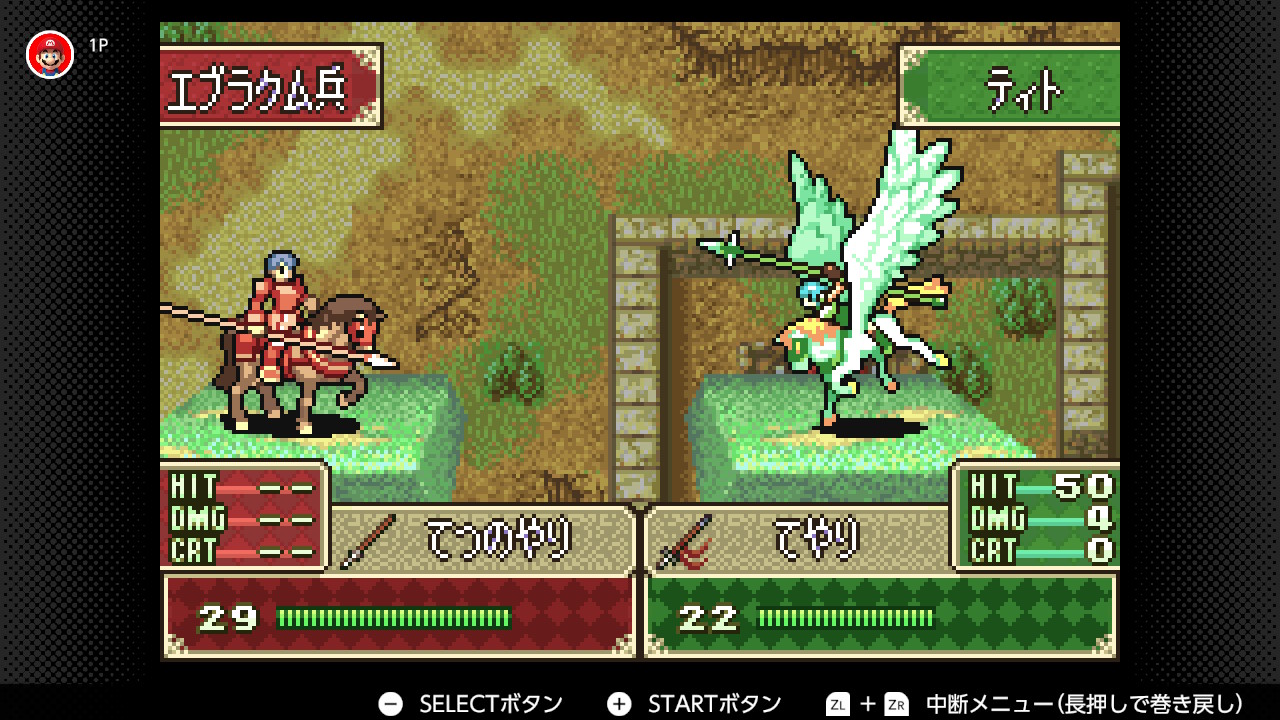 1P
エブラクム兵
ティト
HIT --
DMG --
CRT --
てつのやり
てやり
HIT 50
DMG 4
CRT 0
29
22
SELECTボタン
+ STARTボタン
ZL + ZR 中断メニュー(長押しで巻き戻し)